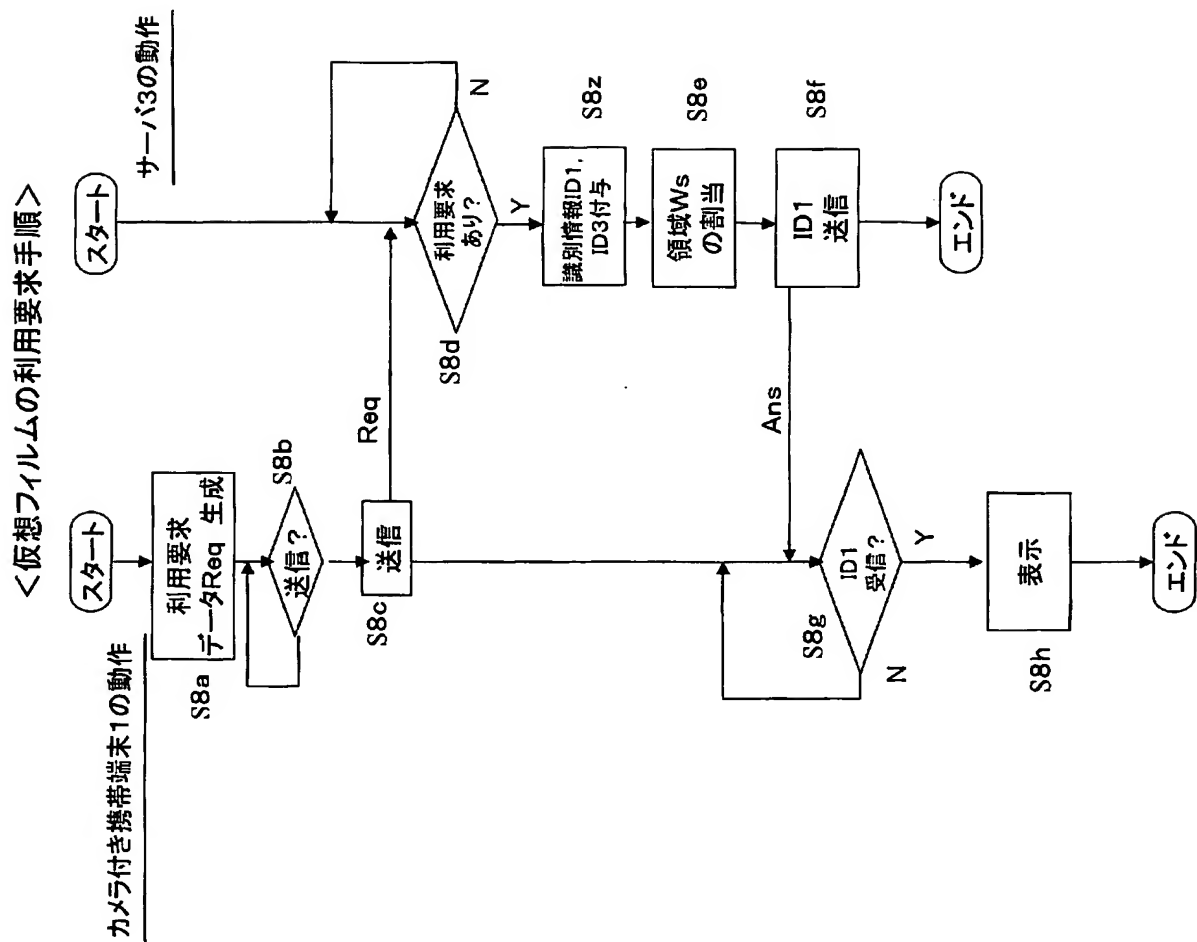 ＜仮想フィルムの利用要求手順＞
カメラ付き携帯端末1の動作
スタート
利用要求
データReq 生成
S8a
送信?
S8b
送信
S8c
Req
ID1
受信?
S8g
N
Y
表示
S8h
エンド
サーバ3の動作
スタート
利用要求
あり?
S8d
N
Y
識別情報ID1,
ID3付与
S8z
領域Ws
の割当
S8e
ID1
送信
S8f
Ans
エンド